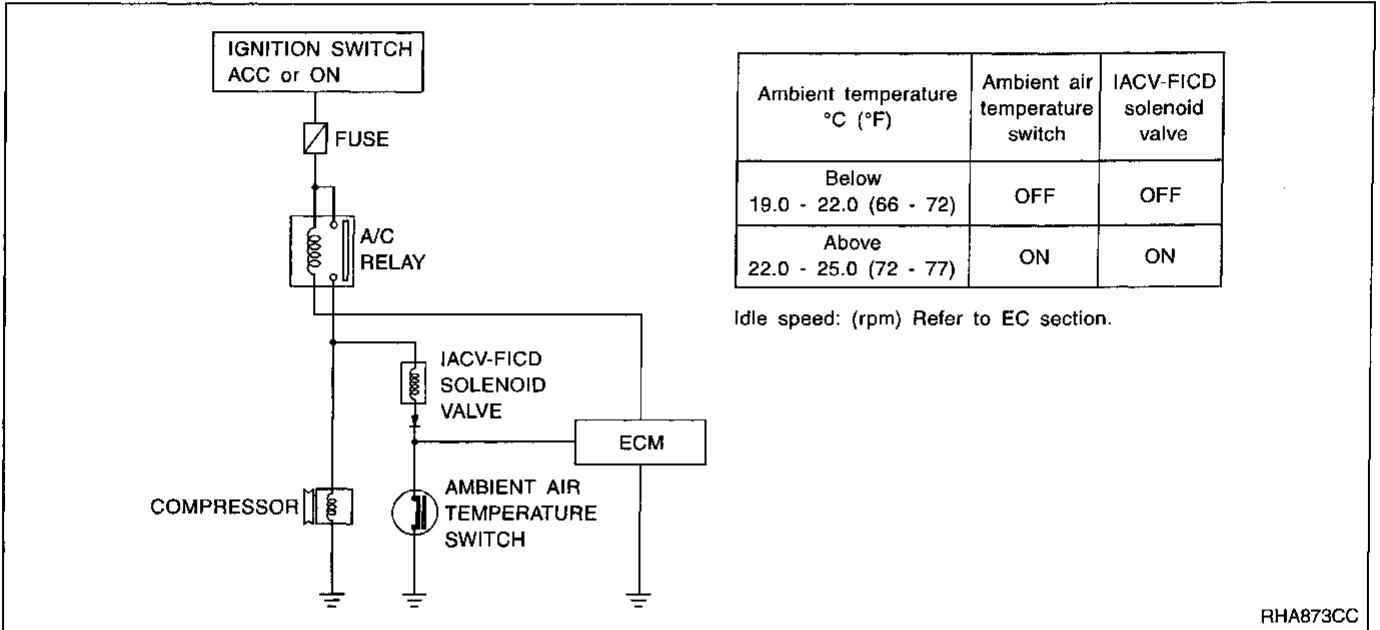 IGNITION SWITCH
ACC or ON
FUSE
A/C
RELAY
IACV-FICD
SOLENOID
VALVE
ECM
COMPRESSOR
AMBIENT AIR
TEMPERATURE
SWITCH
Ambient temperature
°C (°F)
Ambient air
temperature
switch
IACV-FICD
solenoid
valve
Below
19.0 - 22.0 (66 - 72)
OFF
OFF
Above
22.0 - 25.0 (72 - 77)
ON
ON
Idle speed: (rpm) Refer to EC section.
RHA873CC